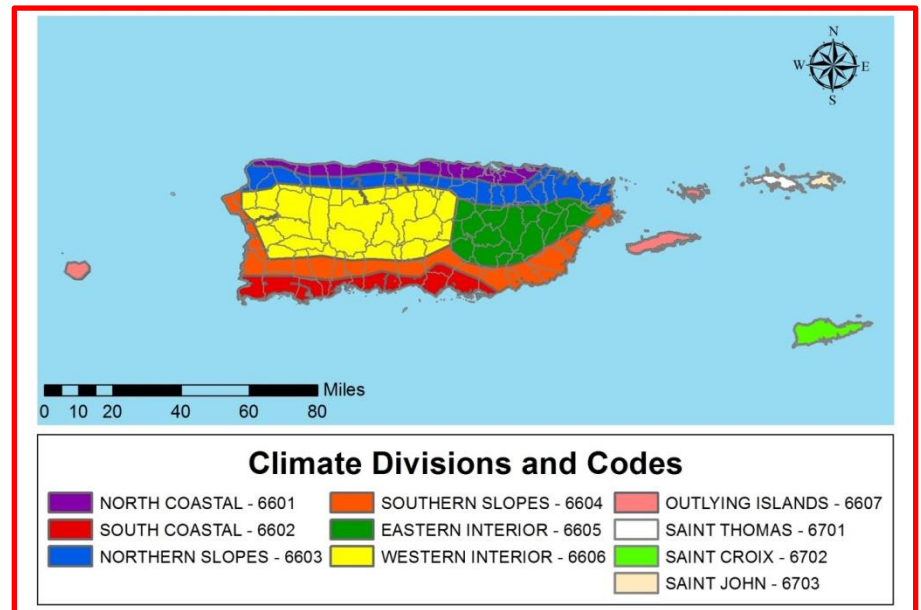 N
W E
S
Miles
0 10 20 40 60 80
Climate Divisions and Codes
NORTH COASTAL - 6601
SOUTH COASTAL - 6602
NORTHERN SLOPES - 6603
SOUTHERN SLOPES - 6604
EASTERN INTERIOR - 6605
WESTERN INTERIOR - 6606
OUTLYING ISLANDS - 6607
SAINT THOMAS - 6701
SAINT CROIX - 6702
SAINT JOHN - 6703